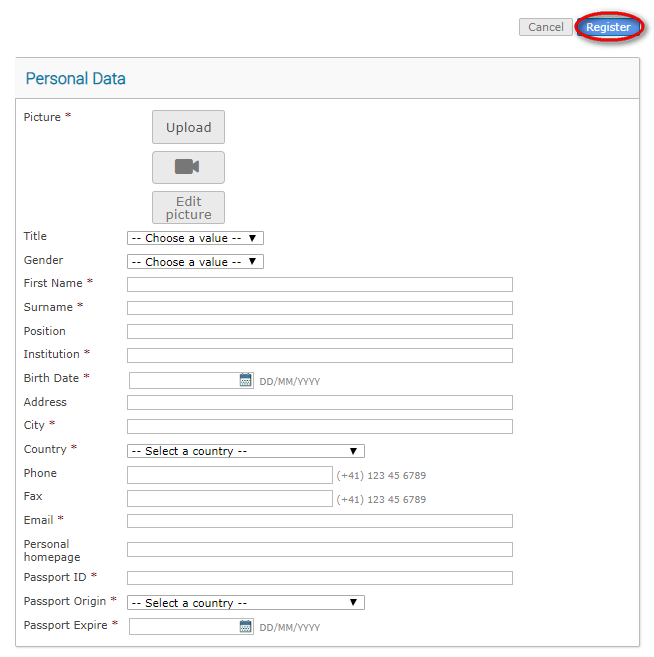 Cancel Register
Personal Data
Picture *
Upload
Edit
picture
Title -- Choose a value --
Gender -- Choose a value --
First Name *
Surname *
Position
Institution *
Birth Date * DD/MM/YYYY
Address
City *
Country * -- Select a country --
Phone (+41) 123 45 6789
Fax (+41) 123 45 6789
Email *
Personal
homepage
Passport ID *
Passport Origin * -- Select a country --
Passport Expire * DD/MM/YYYY